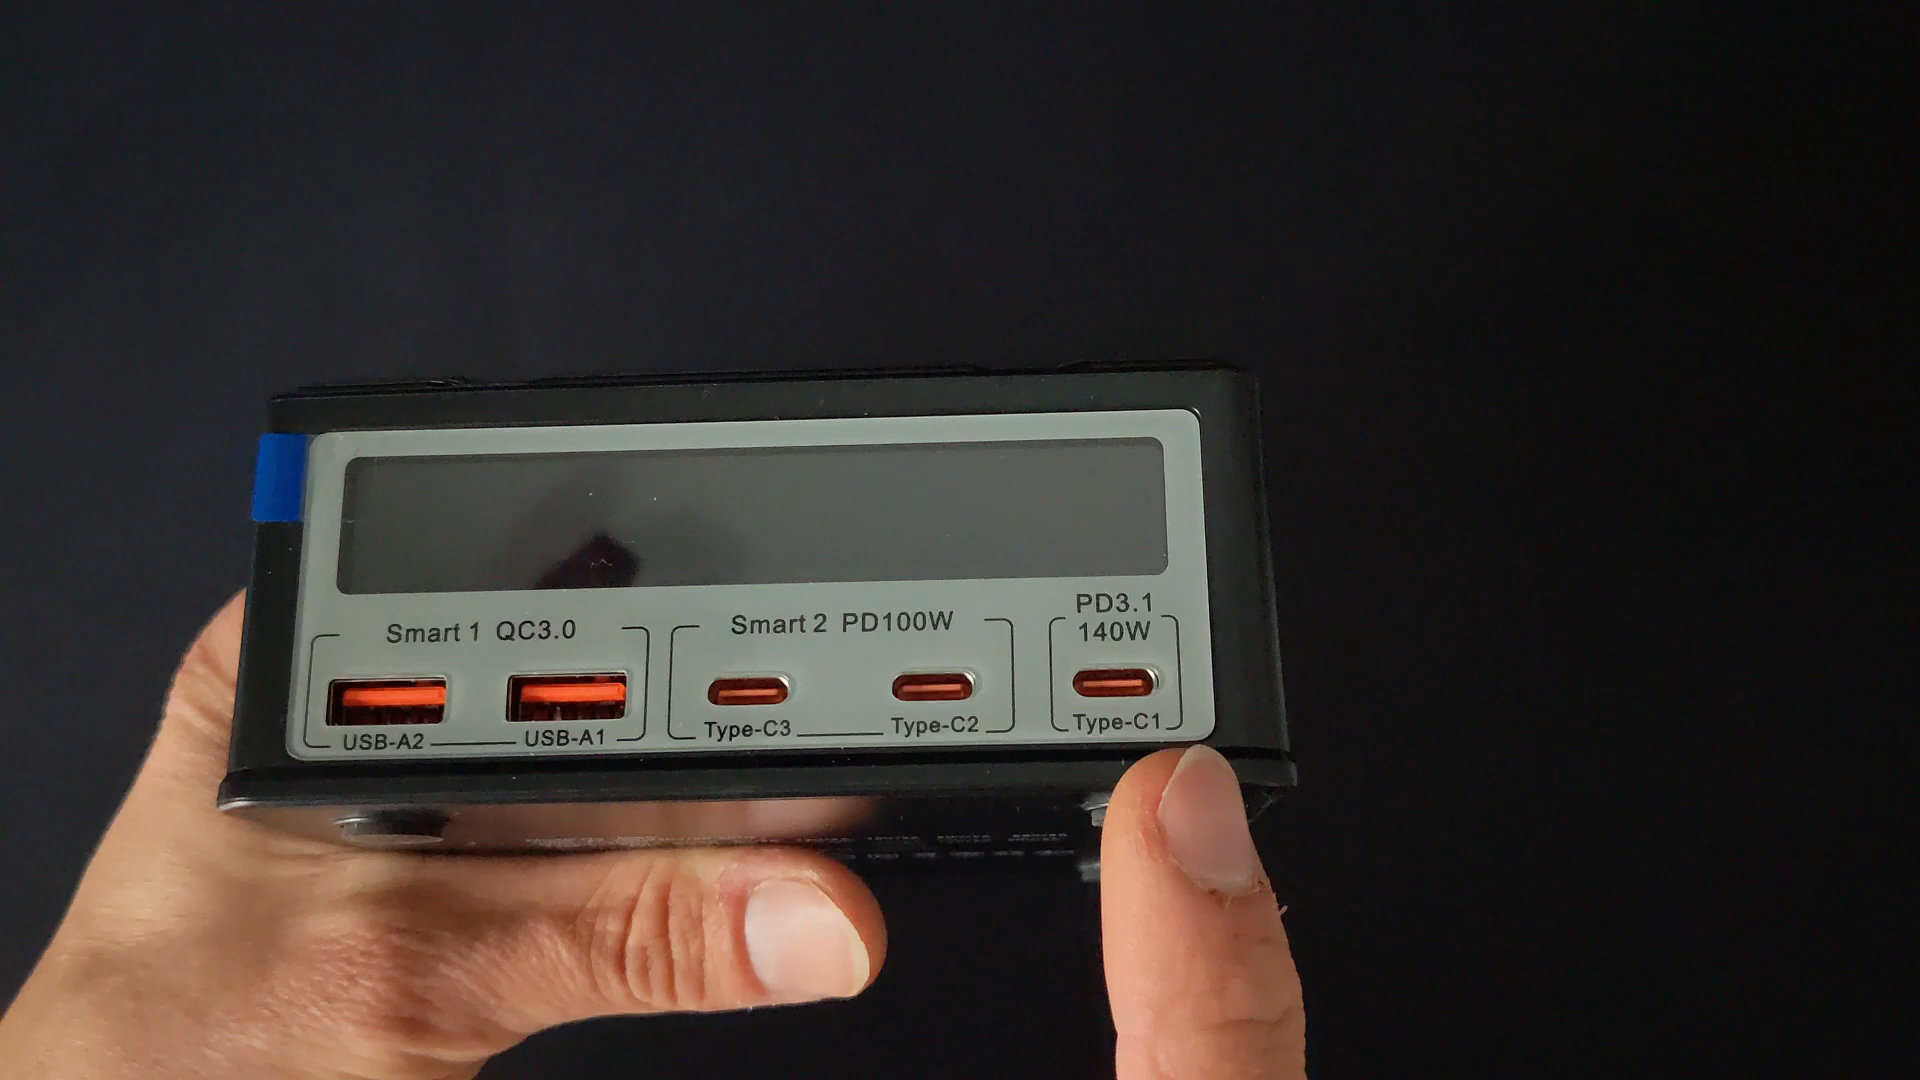 Smart 1 QC3.0
Smart 2 PD100W
PD3.1
140W
USB-A2
USB-A1
Type-C3
Type-C2
Type-C1